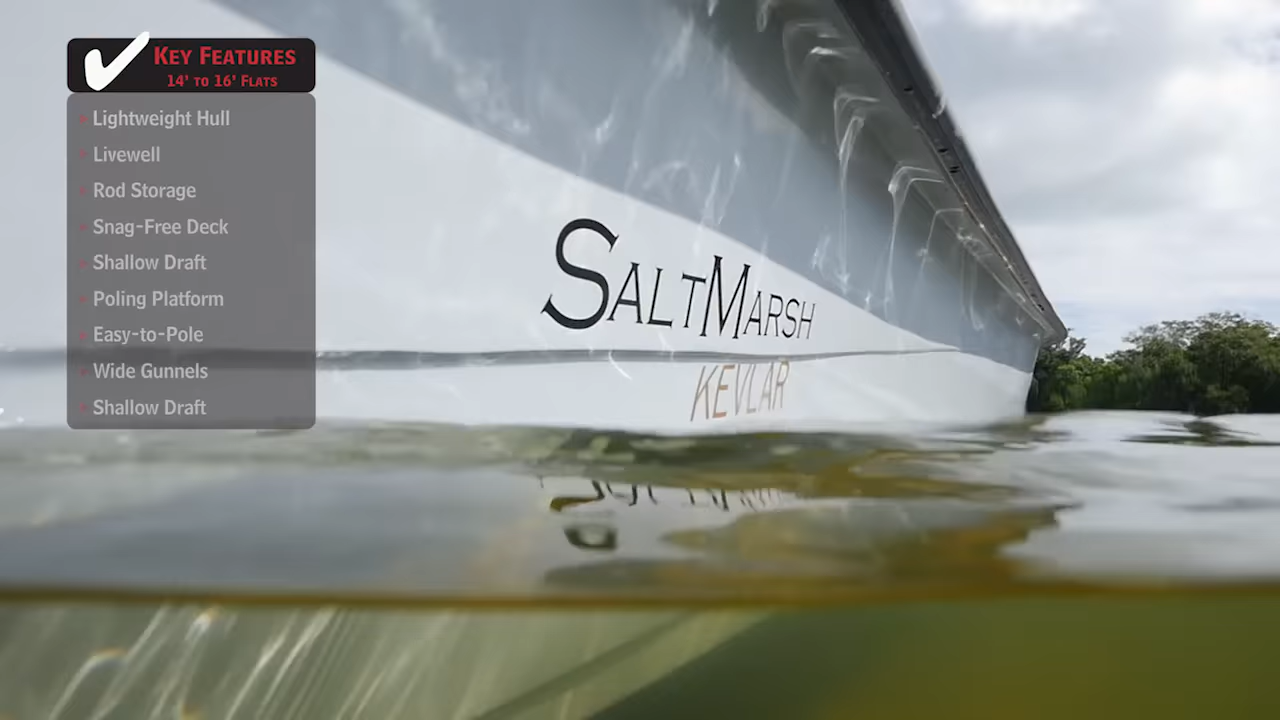 Key Features
14' to 16' Flats
Lightweight Hull
Livewell
Rod Storage
Snag-Free Deck
Shallow Draft
Poling Platform
Easy-to-Pole
Wide Gunnels
Shallow Draft
SaltMarsh
KEVLAR